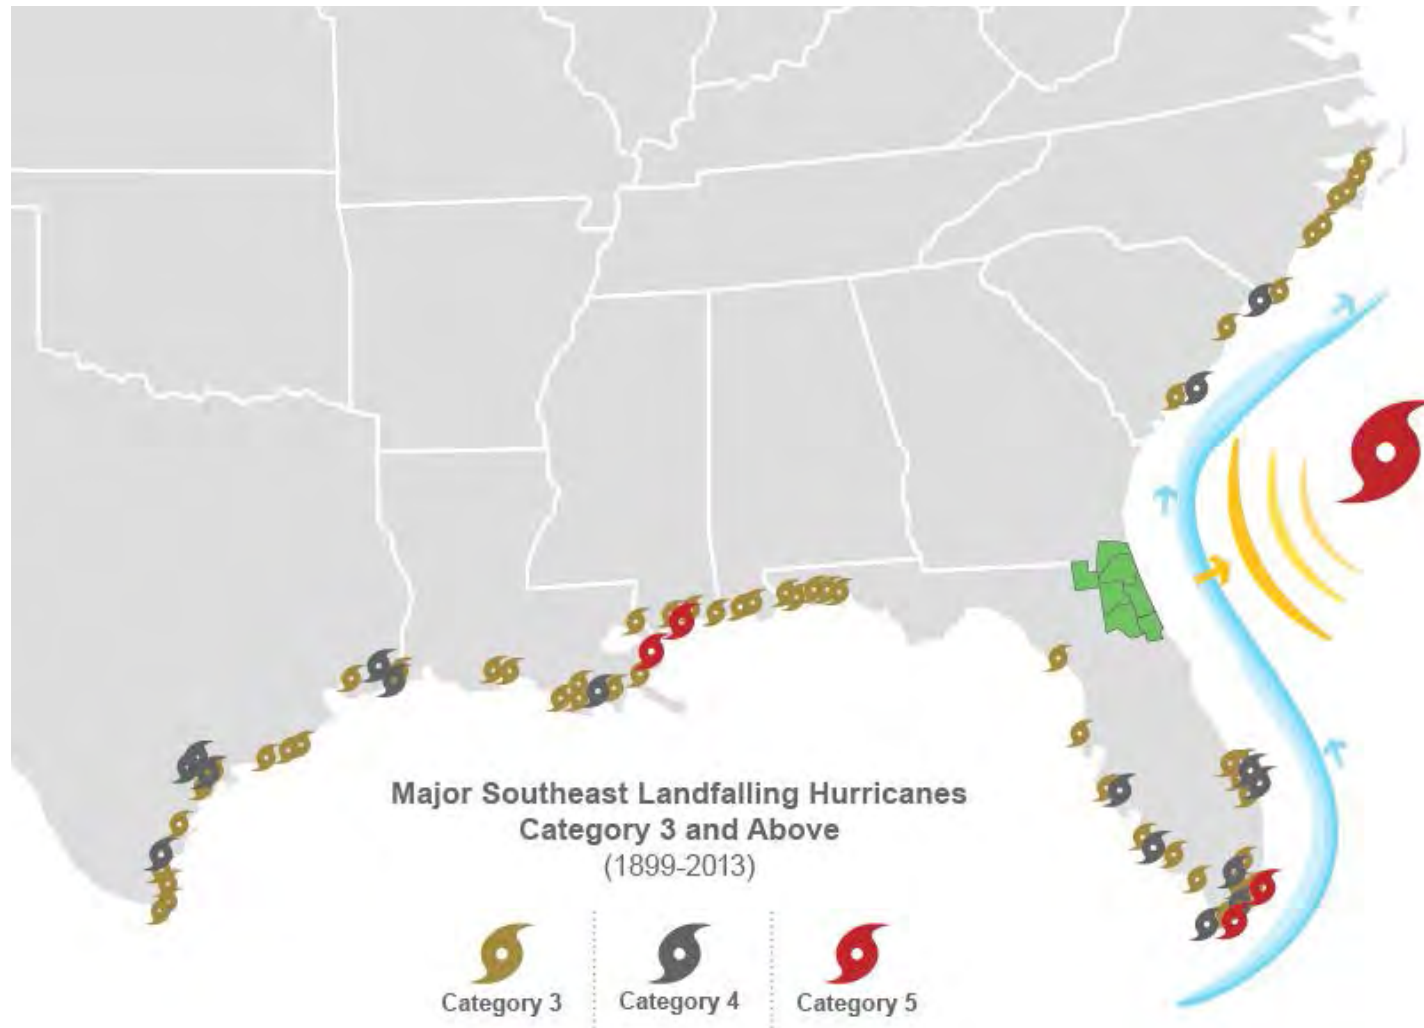 Major Southeast Landfalling Hurricanes
Category 3 and Above
(1899-2013)
Category 3
Category 4
Category 5